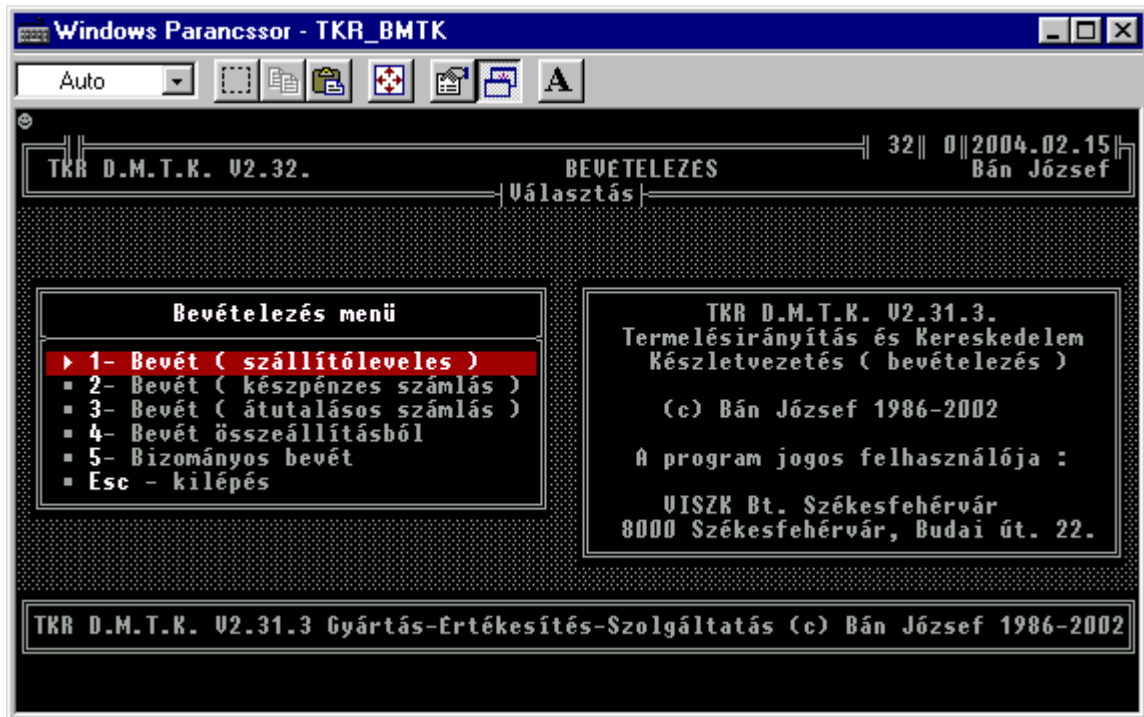 Windows Parancssor - TKR_BMTK
Auto
A
32 0 2004.02.15
TKR D.M.T.K. V2.32. BEVÉTELEZÉS Bán József
Választás
Bevételezés menü
1- Bevét ( szállítóleveles )
2- Bevét ( készpénzes számlás )
3- Bevét ( átutalásos számlás )
4- Bevét összeállításból
5- Bizományos bevét
Esc - kilépés
TKR D.M.T.K. V2.31.3.
Termelésirányítás és Kereskedelem
Készletvezetés ( bevételezés )
(c) Bán József 1986-2002
A program jogos felhasználója :
VISZK Bt. Székesfehérvár
8000 Székesfehérvár, Budai út. 22.
TKR D.M.T.K. V2.31.3 Gyártás-Értékesítés-Szolgáltatás (c) Bán József 1986-2002